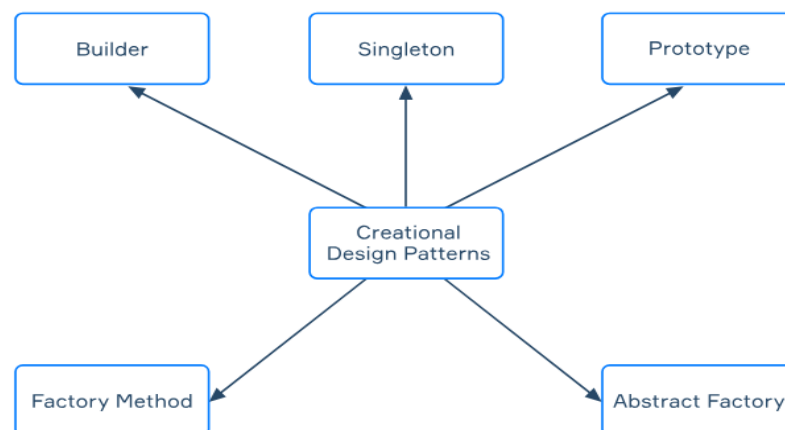 Builder
Singleton
Prototype
Creational
Design Patterns
Factory Method
Abstract Factory